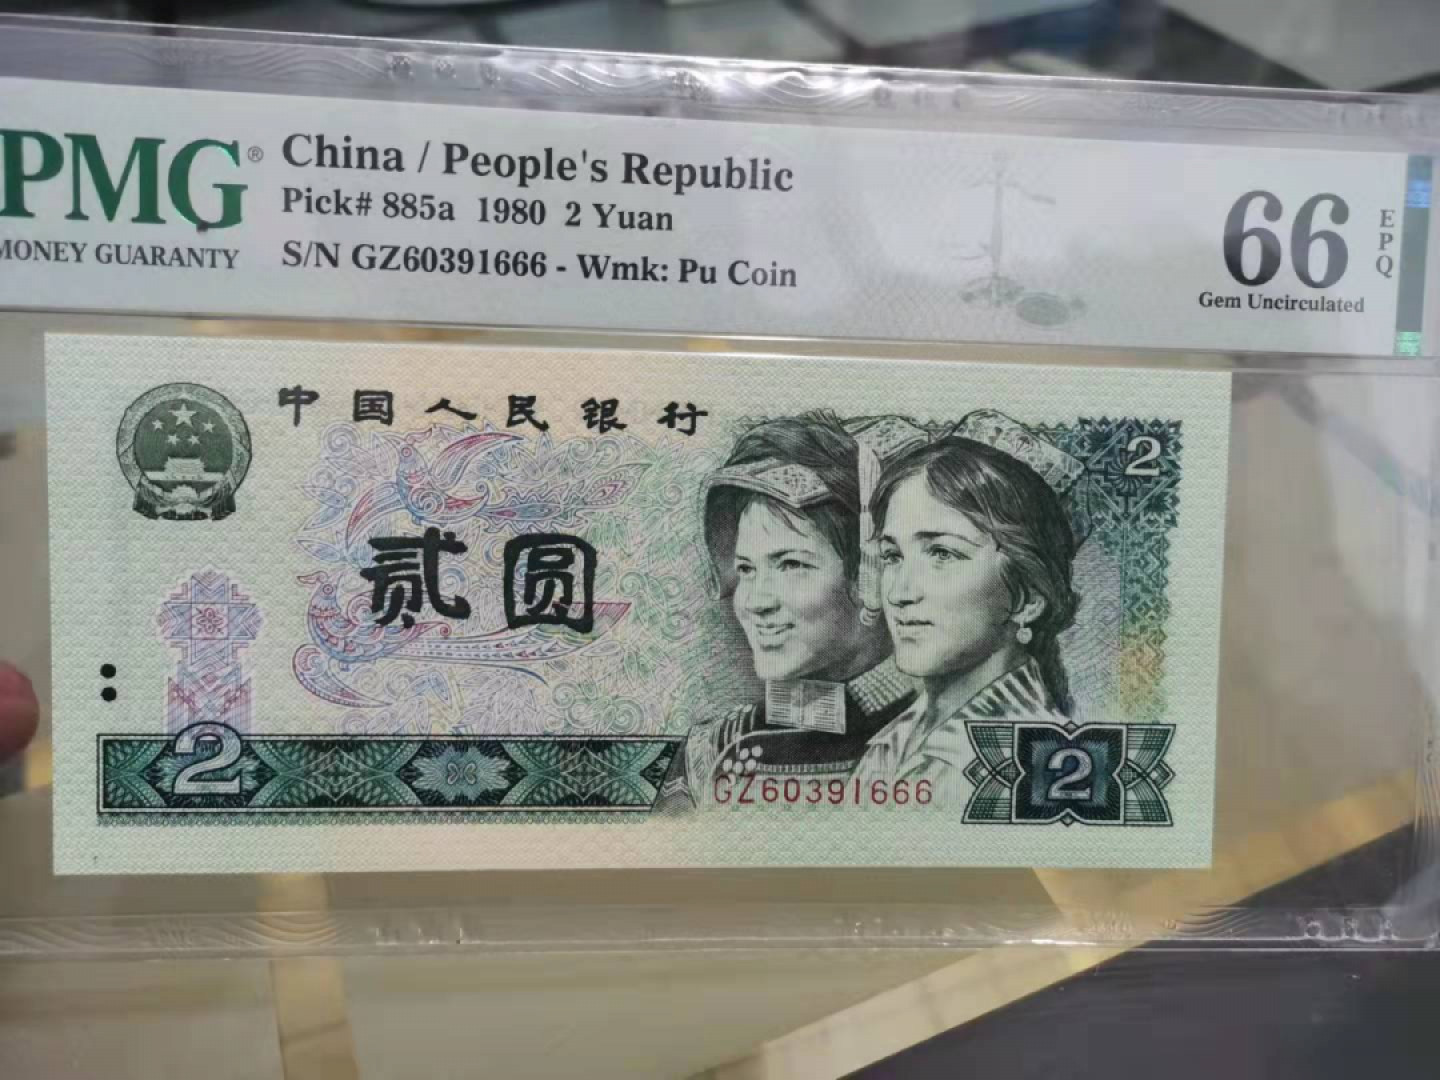 PMG®
MONEY GUARANTY
China / People's Republic
Pick# 885a 1980 2 Yuan
S/N GZ60391666 - Wmk: Pu Coin
66
EPQ
Gem Uncirculated
中国人民银行
2
贰圆
2
GZ60391666
2